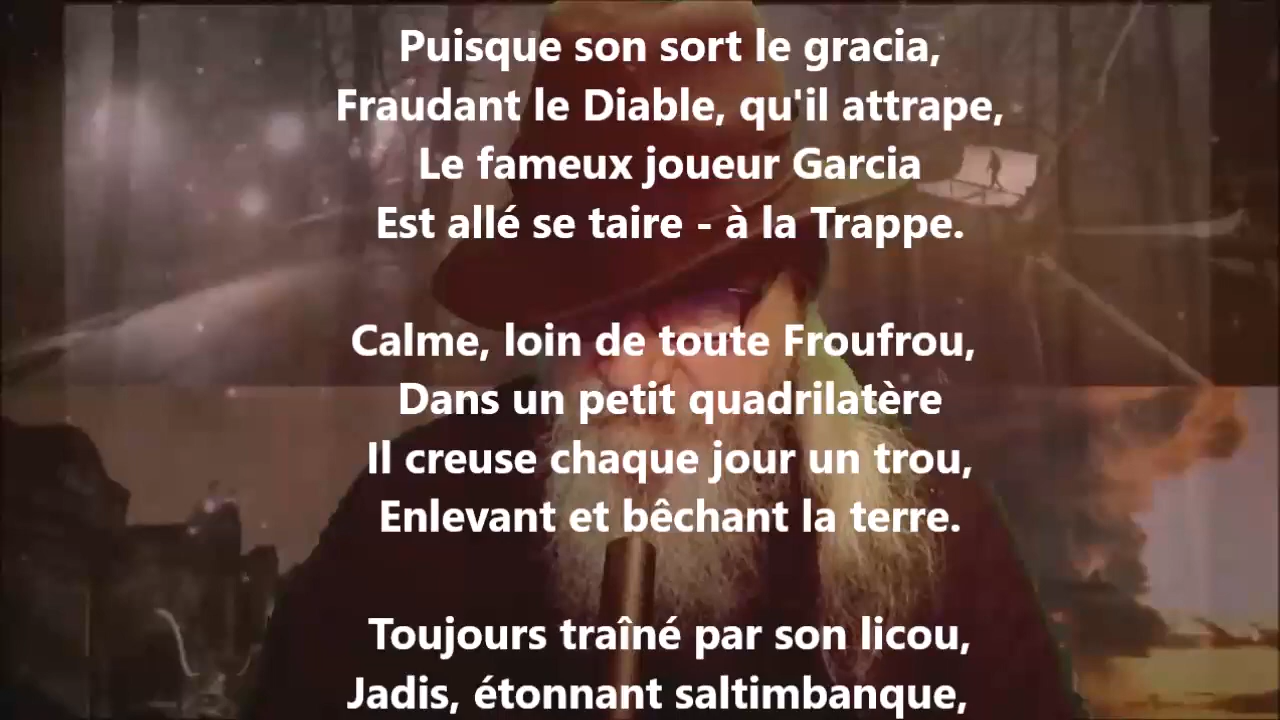 Puisque son sort le gracia,
Fraudant le Diable, qu'il attrape,
Le fameux joueur Garcia
Est allé se taire - à la Trappe.
Calme, loin de toute Froufrou,
Dans un petit quadrilatère
Il creuse chaque jour un trou,
Enlevant et bêchant la terre.
Toujours traîné par son licou,
Jadis, étonnant saltimbanque,